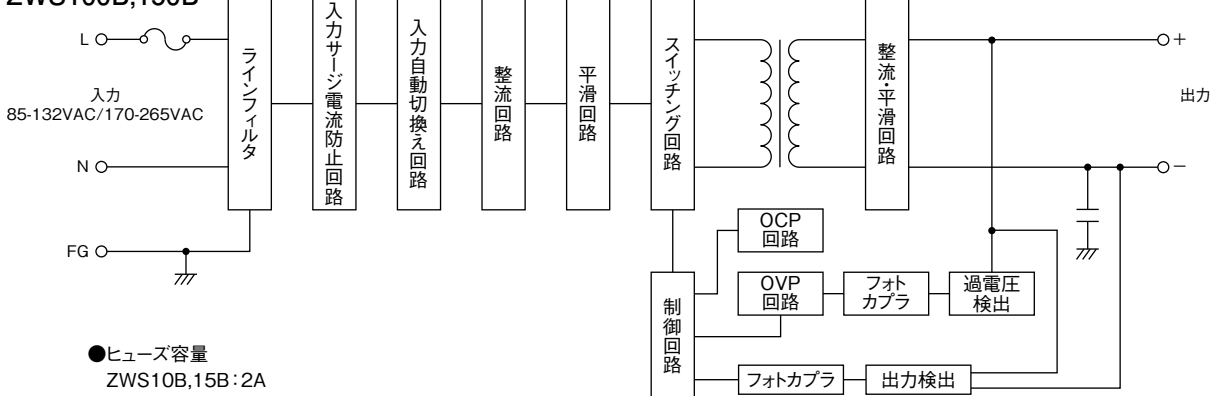 ZWS100B,150B
L
入力
85-132VAC/170-265VAC
N
FG
ラインフィルタ
入力サージ電流防止回路
入力自動切換え回路
整流回路
平滑回路
スイッチング回路
整流・平滑回路
+
出力
-
OCP
回路
OVP
回路
フォト
カプラ
過電圧
検出
制御回路
フォトカプラ
出力検出
●ヒューズ容量
ZWS10B,15B:2A